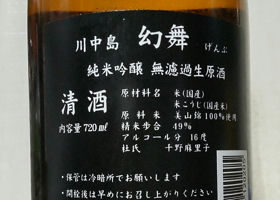 川中島 幻舞 げんぶ
純米吟醸 無濾過生原酒
清酒
内容量720㎖
原材料名 米(国産)
米こうじ(国産米)
原料米 美山錦100%使用
精米歩合 49%
アルコール分 16度
杜氏 千野麻里子
・保管は冷暗所でお願いします
・開栓後は早めにお召し上がりください